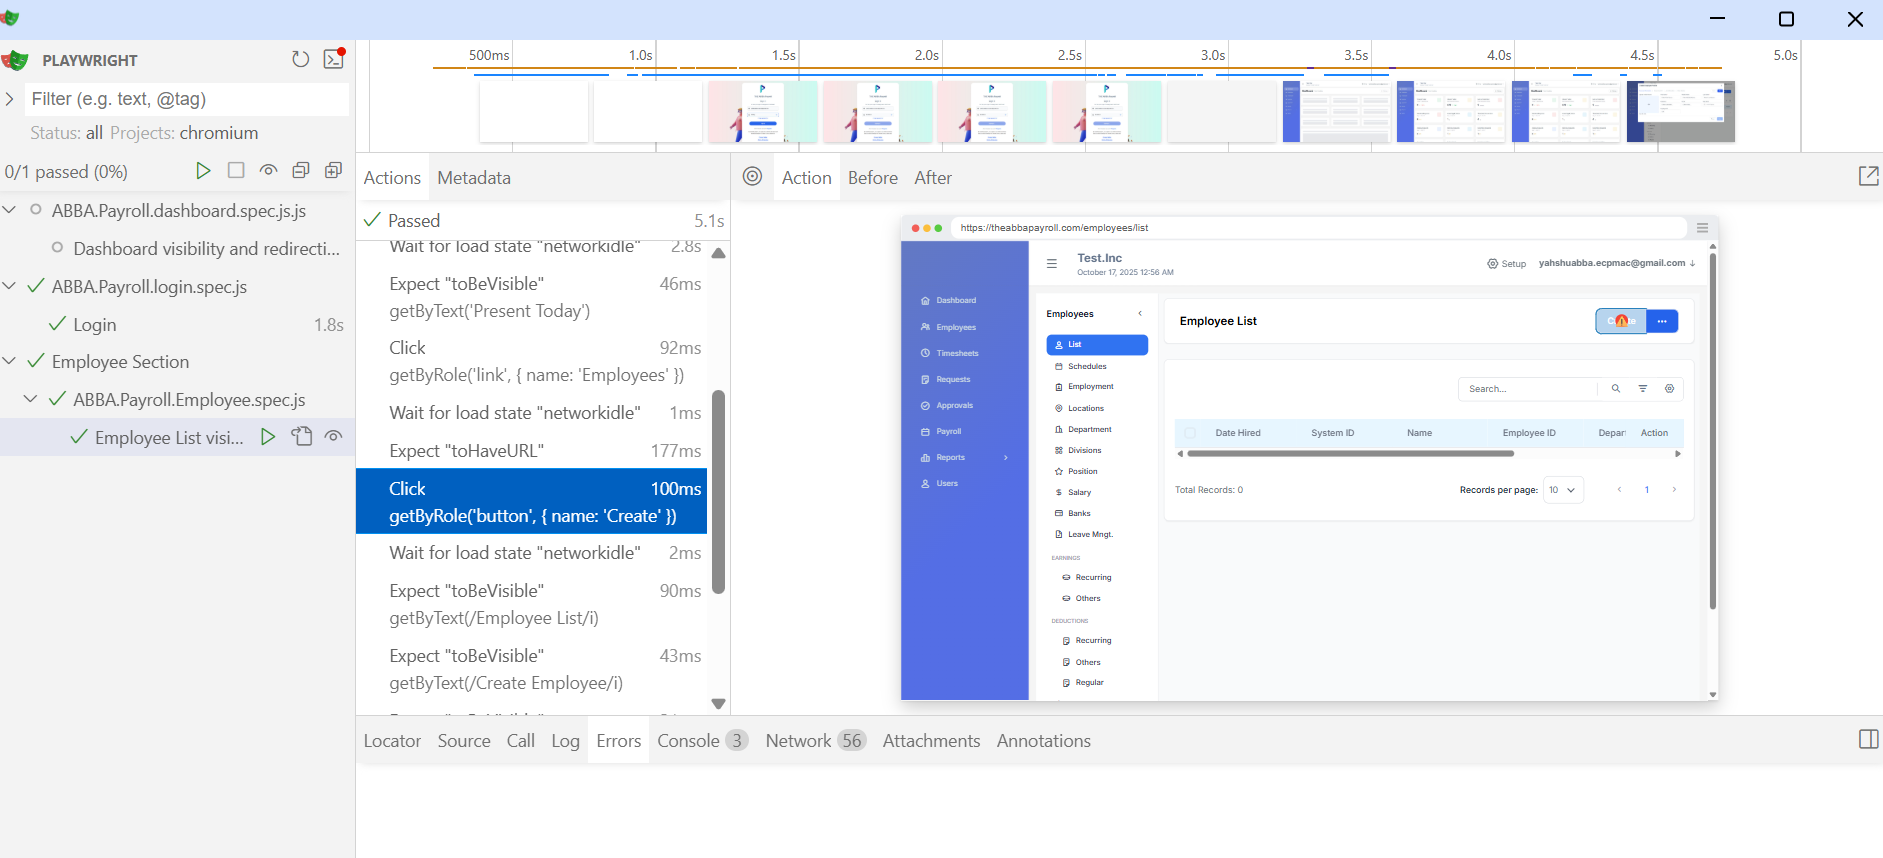 PLAYWRIGHT
Filter (e.g. text, @tag)
Status: all Projects: chromium
0/1 passed (0%)
ABBA.Payroll.dashboard.spec.js.js
Dashboard visibility and redirecti...
ABBA.Payroll.login.spec.js
Login 1.8s
Employee Section
ABBA.Payroll.Employee.spec.js
Employee List visi...
500ms 1.0s 1.5s 2.0s 2.5s 3.0s 3.5s 4.0s 4.5s 5.0s
Actions Metadata
Passed 5.1s
Wait for load state "networkidle" 2.8s
Expect "toBeVisible" 46ms
getByText('Present Today')
Click 92ms
getByRole('link', { name: 'Employees' })
Wait for load state "networkidle" 1ms
Expect "toHaveURL" 177ms
Click 100ms
getByRole('button', { name: 'Create' })
Wait for load state "networkidle" 2ms
Expect "toBeVisible" 90ms
getByText(/Employee List/i)
Expect "toBeVisible" 43ms
getByText(/Create Employee/i)
Action Before After
https://theabbapayroll.com/employees/list
Test.Inc
October 17, 2025 12:56 AM
Setup yahshuabba.ecpmac@gmail.com
Dashboard
Employees
Timesheets
Requests
Approvals
Payroll
Reports
Users
Employees
List
Schedules
Employment
Locations
Department
Divisions
Position
Salary
Banks
Leave Mngt.
EARNINGS
Recurring
Others
DEDUCTIONS
Recurring
Others
Regular
Employee List
...
Search...
Date Hired System ID Name Employee ID Depart Action
Total Records: 0 Records per page: 10 1
Locator Source Call Log Errors Console 3 Network 56 Attachments Annotations